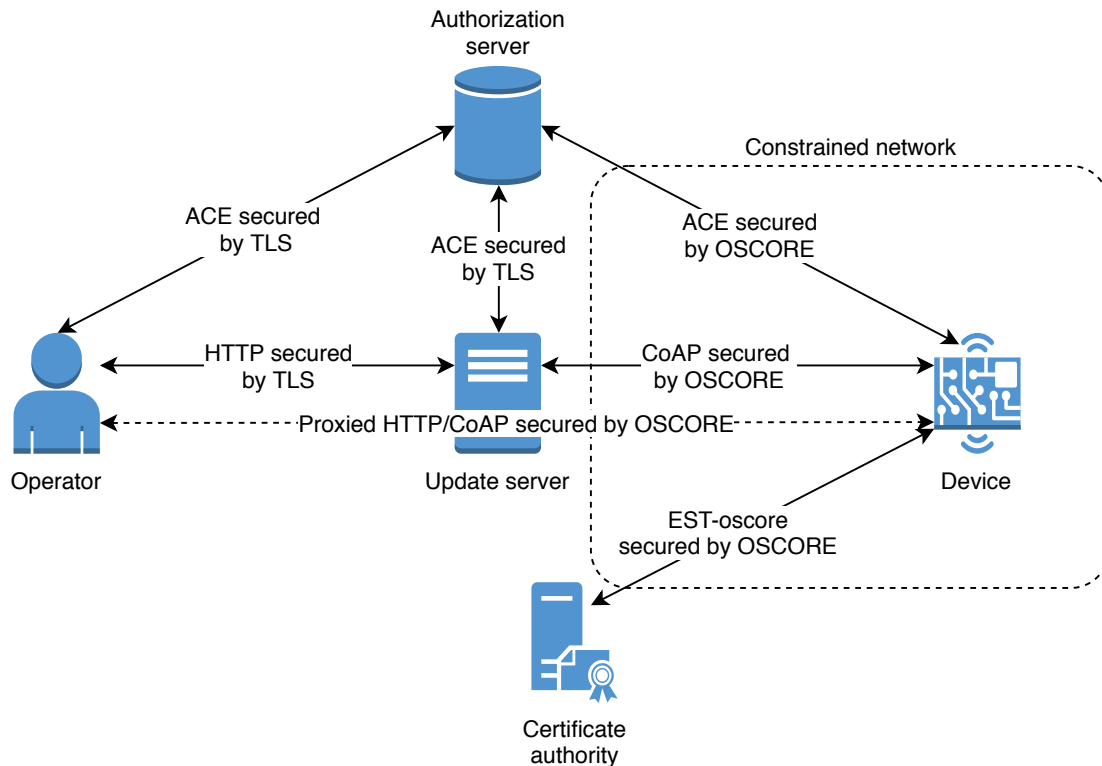 Authorization
server
Constrained network
ACE secured
by TLS
ACE secured
by TLS
ACE secured
by OSCORE
HTTP secured
by TLS
CoAP secured
by OSCORE
Proxied HTTP/CoAP secured by OSCORE
Operator
Update server
Device
EST-oscore
secured by OSCORE
Certificate
authority